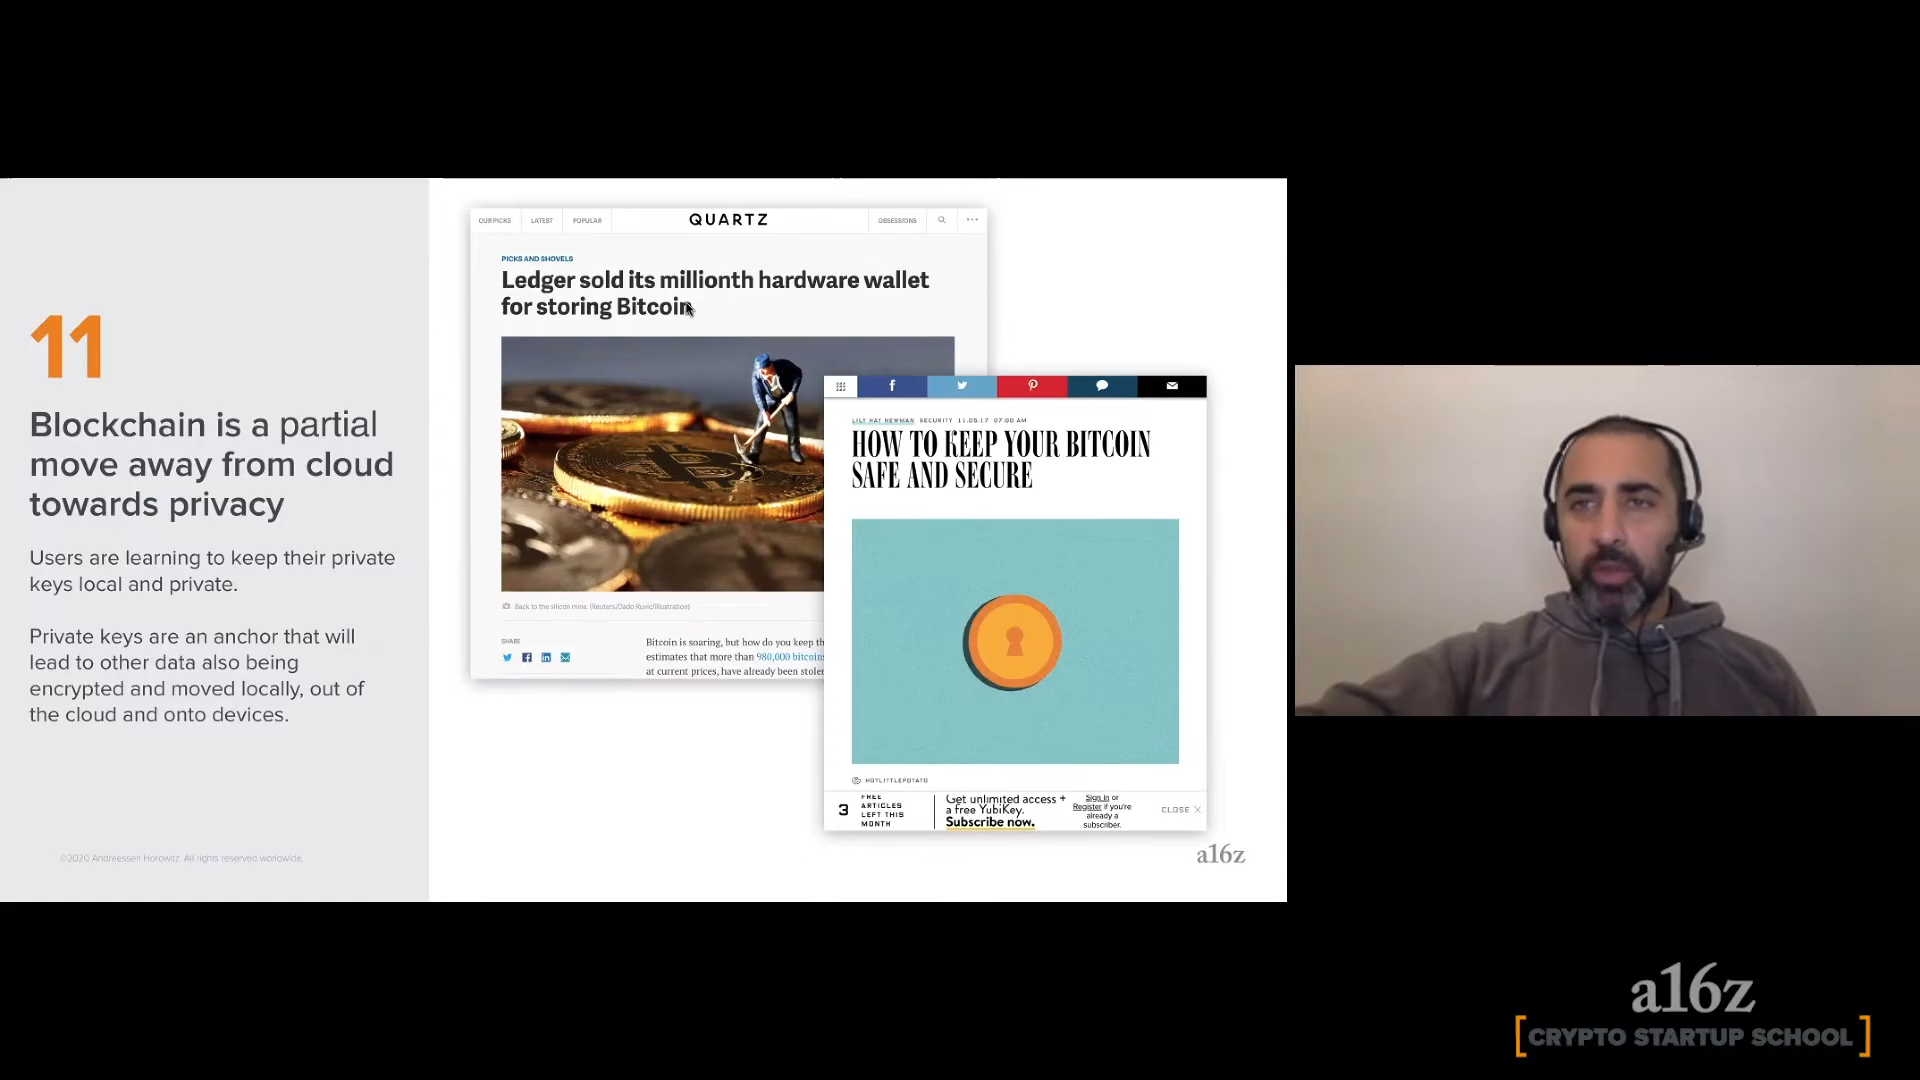 11
Blockchain is a partial
move away from cloud
towards privacy
Users are learning to keep their private
keys local and private.
Private keys are an anchor that will
lead to other data also being
encrypted and moved locally, out of
the cloud and onto devices.
©2020 Andreessen Horowitz. All rights reserved worldwide.
OUR PICKS LATEST POPULAR QUARTZ OBSESSIONS
PICKS AND SHOVELS
Ledger sold its millionth hardware wallet
for storing Bitcoin
Back to the silicon mine. (Reuters/Dado Ruvic/Illustration)
SHARE
Bitcoin is soaring, but how do you keep th
estimates that more than 980,000 bitcoins
at current prices, have already been stolen
LILY HAY NEWMAN SECURITY 11.05.17 07:00 AM
HOW TO KEEP YOUR BITCOIN
SAFE AND SECURE
HOTLITTLEPOTATO
3
FREE
ARTICLES
LEFT THIS
MONTH
Get unlimited access +
a free YubiKey.
Subscribe now.
Sign in or
Register if you're
already a
subscriber.
CLOSE X
a16z
a16z
[CRYPTO STARTUP SCHOOL]